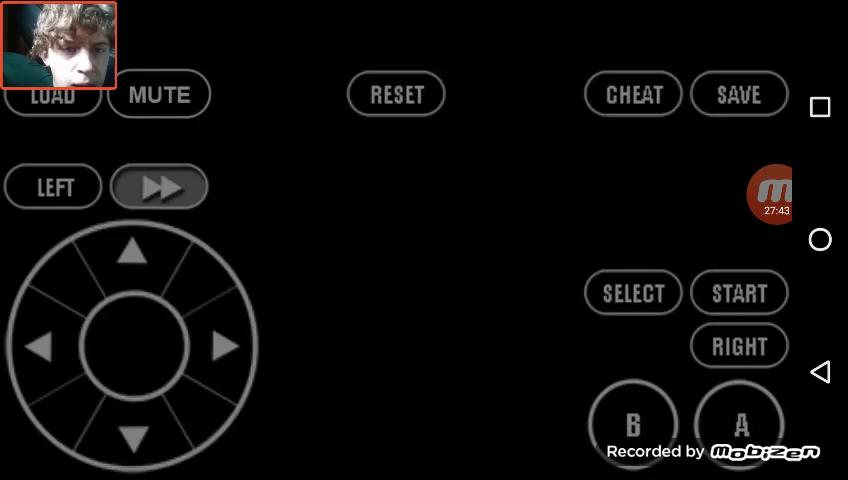 LOAD MUTE RESET CHEAT SAVE
LEFT
27:43
SELECT START
RIGHT
B A
Recorded by mobizen